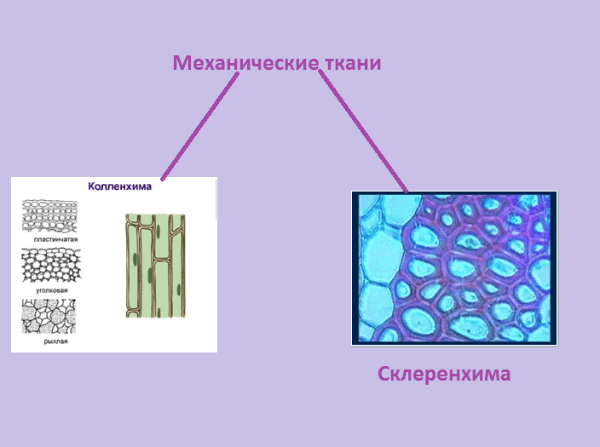 Механические ткани
Колленхима
пластинчатая
уголковая
рыхлая
Склеренхима